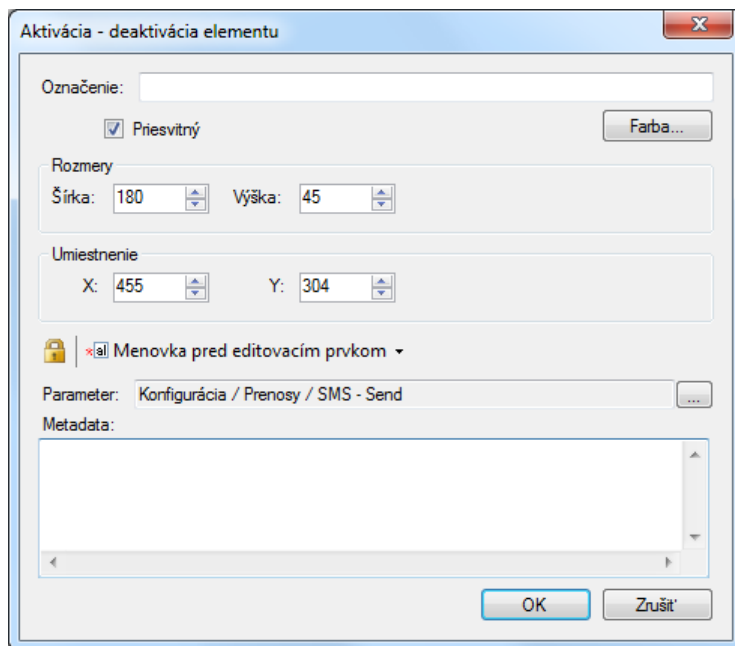 Aktivácia - deaktivácia elementu
Označenie:
Priesvitný Farba...
Rozmery
Šírka: 180 Výška: 45
Umiestnenie
X: 455 Y: 304
*al Menovka pred editovacím prvkom
Parameter: Konfigurácia / Prenosy / SMS - Send ...
Metadata:
OK Zrušiť